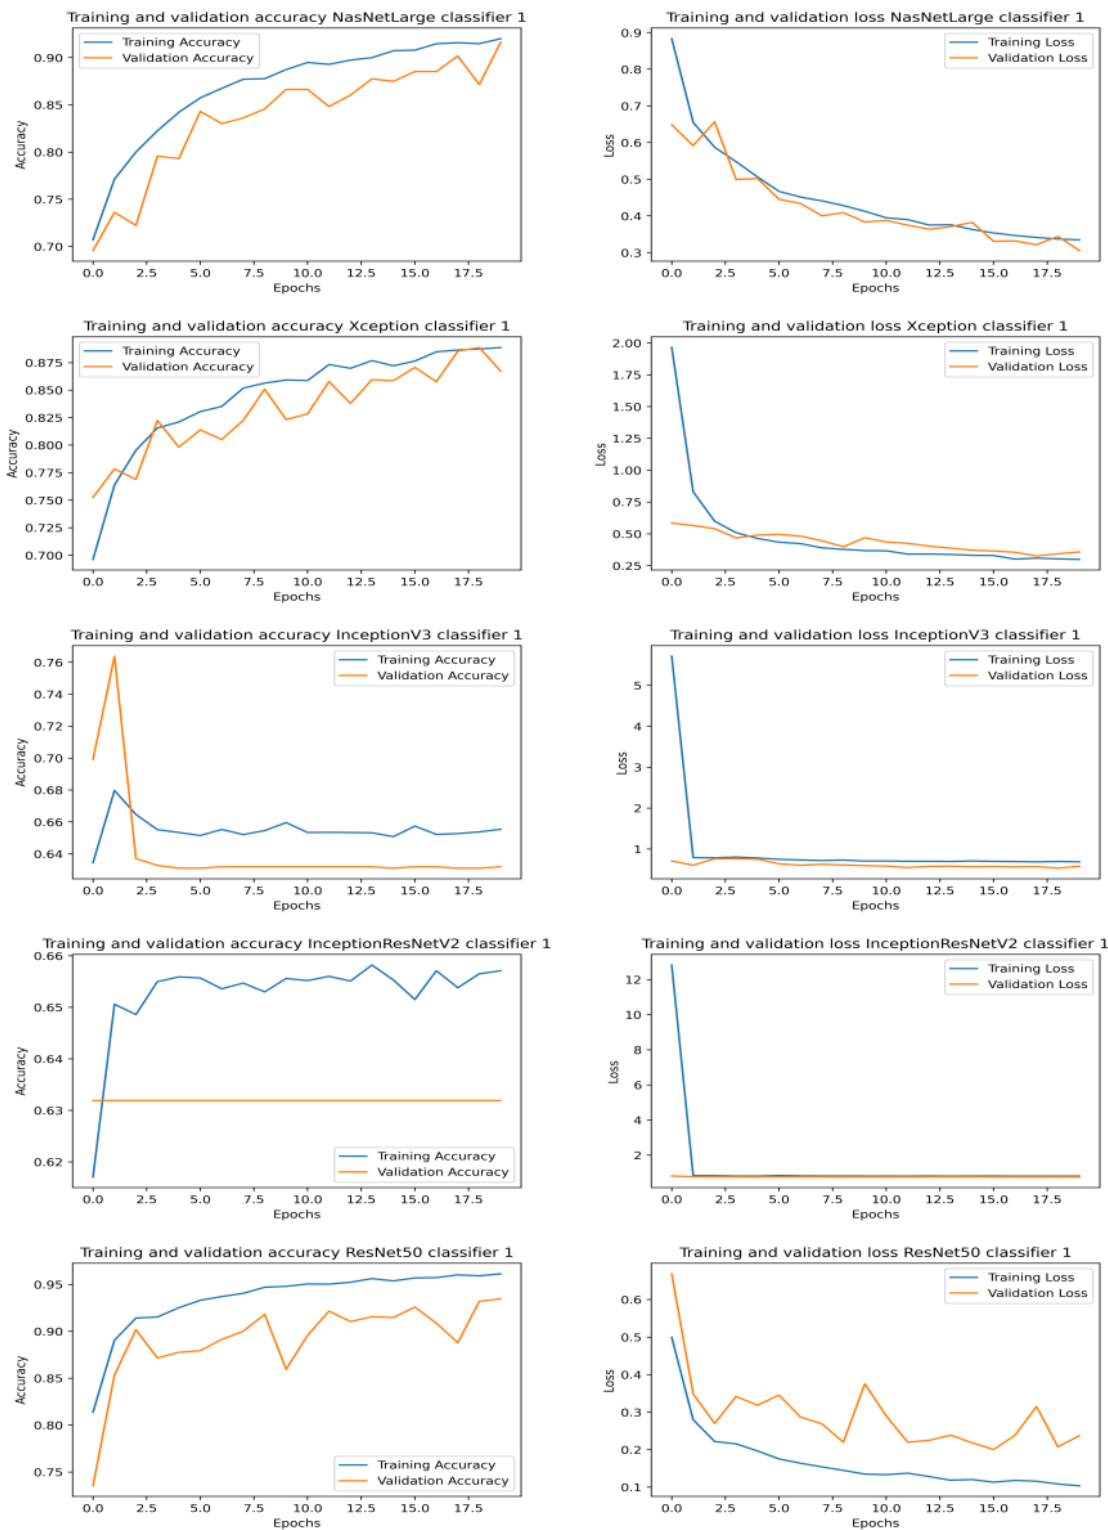 Training and validation accuracy NasNetLarge classifier 1
Training Accuracy
Validation Accuracy
0.90
0.85
0.80
0.75
0.70
Accuracy
0.0 2.5 5.0 7.5 10.0 12.5 15.0 17.5
Epochs
Training and validation loss NasNetLarge classifier 1
Training Loss
Validation Loss
0.9
0.8
0.7
0.6
0.5
0.4
0.3
Loss
0.0 2.5 5.0 7.5 10.0 12.5 15.0 17.5
Epochs
Training and validation accuracy Xception classifier 1
Training Accuracy
Validation Accuracy
0.875
0.850
0.825
0.800
0.775
0.750
0.725
0.700
Accuracy
0.0 2.5 5.0 7.5 10.0 12.5 15.0 17.5
Epochs
Training and validation loss Xception classifier 1
Training Loss
Validation Loss
2.00
1.75
1.50
1.25
1.00
0.75
0.50
0.25
Loss
0.0 2.5 5.0 7.5 10.0 12.5 15.0 17.5
Epochs
Training and validation accuracy InceptionV3 classifier 1
Training Accuracy
Validation Accuracy
0.76
0.74
0.72
0.70
0.68
0.66
0.64
Accuracy
0.0 2.5 5.0 7.5 10.0 12.5 15.0 17.5
Epochs
Training and validation loss InceptionV3 classifier 1
Training Loss
Validation Loss
5
4
3
2
1
Loss
0.0 2.5 5.0 7.5 10.0 12.5 15.0 17.5
Epochs
Training and validation accuracy InceptionResNetV2 classifier 1
0.66
0.65
0.64
0.63
0.62
Accuracy
Training Accuracy
Validation Accuracy
0.0 2.5 5.0 7.5 10.0 12.5 15.0 17.5
Epochs
Training and validation loss InceptionResNetV2 classifier 1
Training Loss
Validation Loss
12
10
8
6
4
2
Loss
0.0 2.5 5.0 7.5 10.0 12.5 15.0 17.5
Epochs
Training and validation accuracy ResNet50 classifier 1
0.95
0.90
0.85
0.80
0.75
Accuracy
Training Accuracy
Validation Accuracy
0.0 2.5 5.0 7.5 10.0 12.5 15.0 17.5
Epochs
Training and validation loss ResNet50 classifier 1
Training Loss
Validation Loss
0.6
0.5
0.4
0.3
0.2
0.1
Loss
0.0 2.5 5.0 7.5 10.0 12.5 15.0 17.5
Epochs